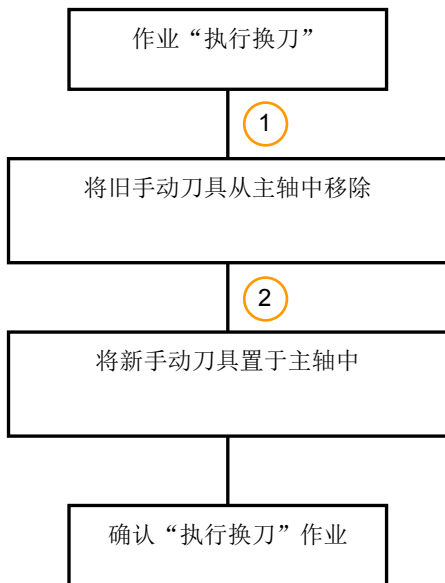 作业“执行换刀”
1
将旧手动刀具从主轴中移除
2
将新手动刀具置于主轴中
确认“执行换刀”作业